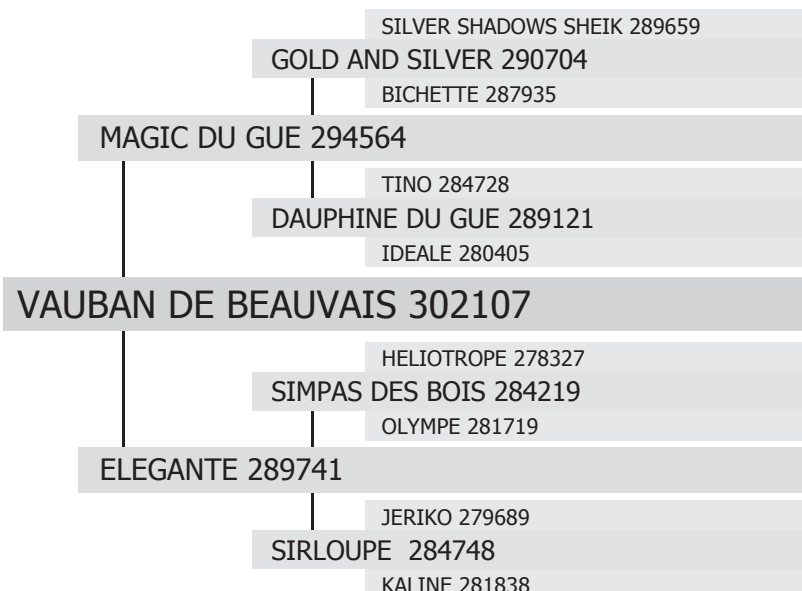 SILVER SHADOWS SHEIK 289659
GOLD AND SILVER 290704
BICHETTE 287935
MAGIC DU GUE 294564
TINO 284728
DAUPHINE DU GUE 289121
IDEALE 280405
VAUBAN DE BEAUVAIS 302107
HELIOTROPE 278327
SIMPAS DES BOIS 284219
OLYMPE 281719
ELEGANTE 289741
JERIKO 279689
SIRLOUPE 284748
KALINE 281838